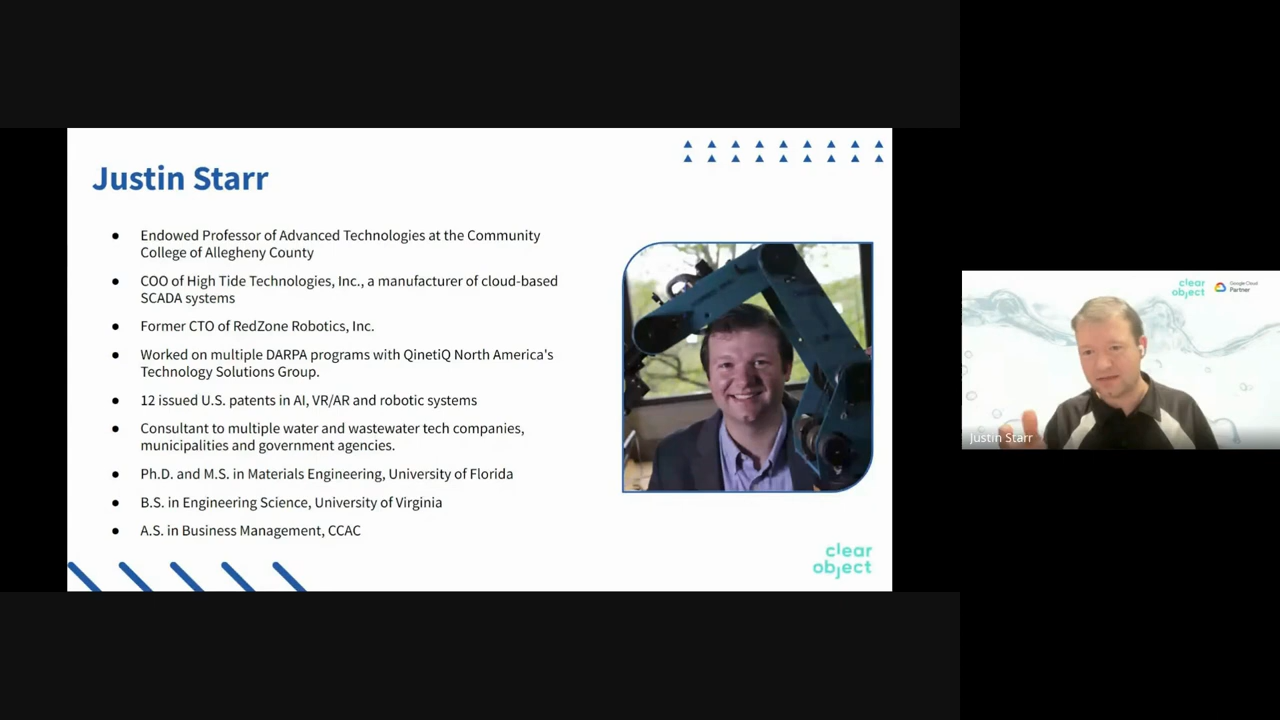 Justin Starr
● Endowed Professor of Advanced Technologies at the Community
College of Allegheny County
● COO of High Tide Technologies, Inc., a manufacturer of cloud-based
SCADA systems
● Former CTO of RedZone Robotics, Inc.
● Worked on multiple DARPA programs with QinetiQ North America's
Technology Solutions Group.
● 12 issued U.S. patents in AI, VR/AR and robotic systems
● Consultant to multiple water and wastewater tech companies,
municipalities and government agencies.
● Ph.D. and M.S. in Materials Engineering, University of Florida
● B.S. in Engineering Science, University of Virginia
● A.S. in Business Management, CCAC
clear
object
clear
object
Google Cloud
Partner
Justin Starr